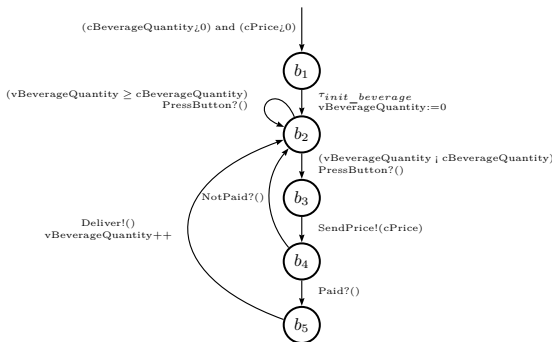 (cBeverageQuantity¿0) and (cPrice¿0)
b1
τinit_beverage
vBeverageQuantity:=0
(vBeverageQuantity ≥ cBeverageQuantity)
PressButton?()
b2
(vBeverageQuantity ¡ cBeverageQuantity)
PressButton?()
b3
NotPaid?()
SendPrice!(cPrice)
Deliver!()
vBeverageQuantity++
b4
Paid?()
b5